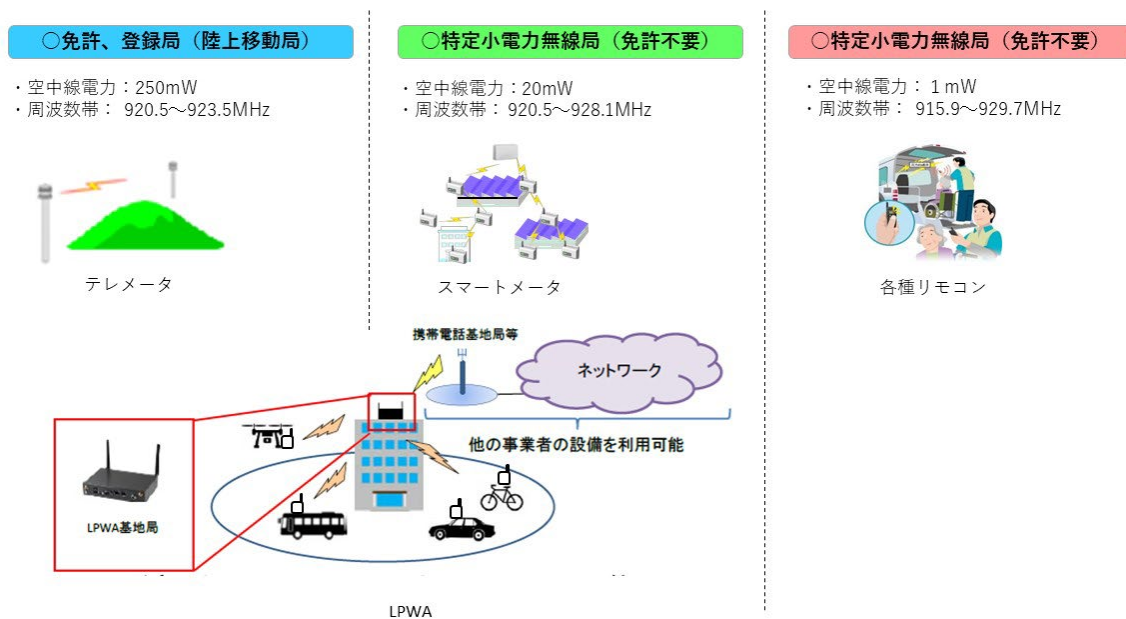 ○免許、登録局（陸上移動局）
・空中線電力：250mW
・周波数帯： 920.5～923.5MHz
テレメータ
○特定小電力無線局（免許不要）
・空中線電力：20mW
・周波数帯： 920.5～928.1MHz
スマートメータ
○特定小電力無線局（免許不要）
・空中線電力： 1 mW
・周波数帯： 915.9～929.7MHz
各種リモコン
携帯電話基地局等
ネットワーク
他の事業者の設備を利用可能
LPWA基地局
LPWA